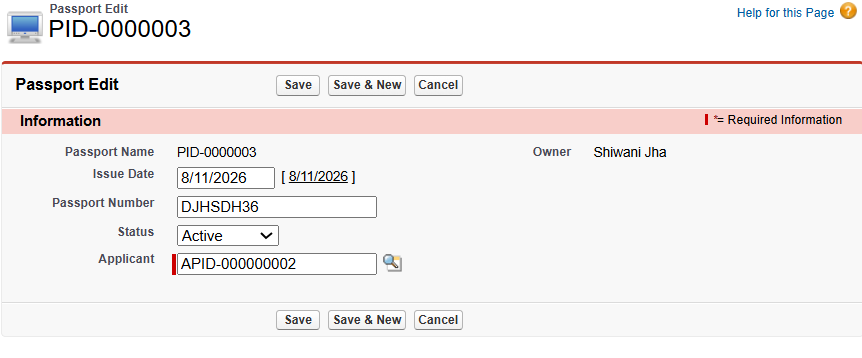 Passport Edit
PID-0000003
Help for this Page ?
Passport Edit
Save
Save & New
Cancel
Information
*= Required Information
Passport Name PID-0000003
Owner Shiwani Jha
Issue Date 8/11/2026 [ 8/11/2026 ]
Passport Number DJHSDH36
Status Active
Applicant APID-000000002
Save
Save & New
Cancel